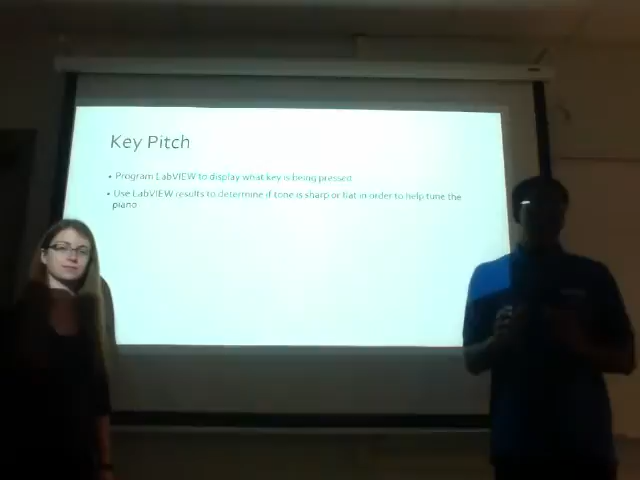 Key Pitch
• Program LabVIEW to display what key is being pressed
• Use LabVIEW results to determine if tone is sharp or flat in order to help tune the
piano